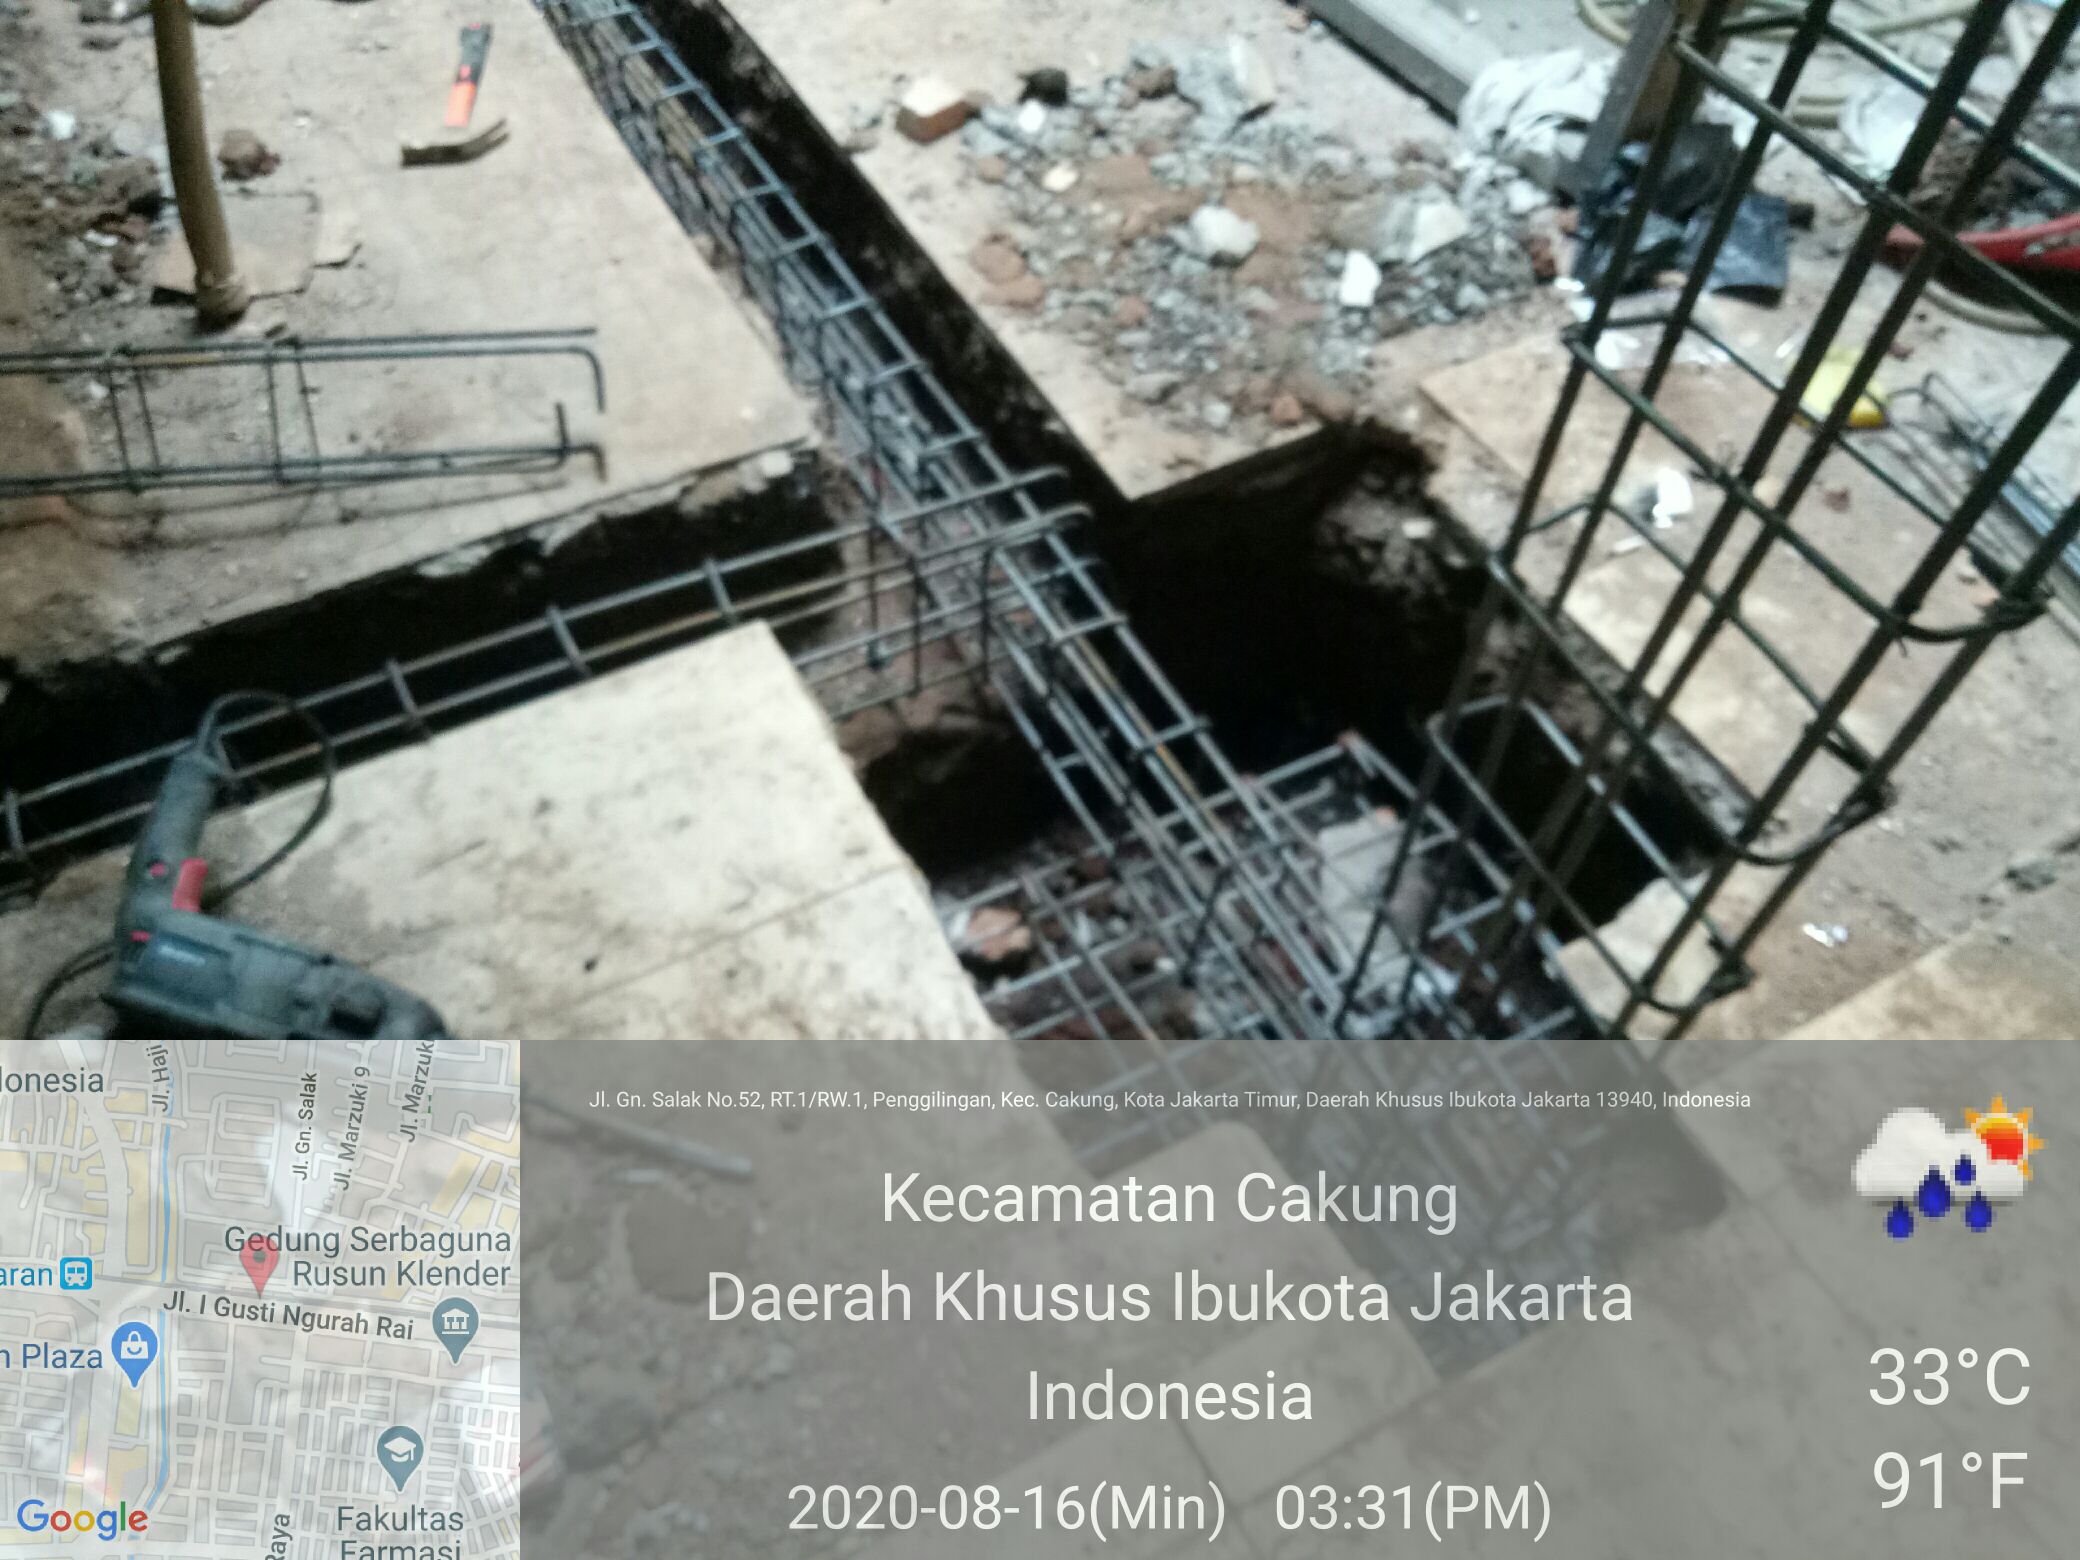 Jl. Gn. Salak No.52, RT.1/RW.1, Penggilingan, Kec. Cakung, Kota Jakarta Timur, Daerah Khusus Ibukota Jakarta 13940, Indonesia
Kecamatan Cakung
Daerah Khusus Ibukota Jakarta
Indonesia
2020-08-16(Min) 03:31(PM)
33°C
91°F
donesia
Jl. Haji
Jl. Gn. Salak
Jl. Marzuki 9
Jl. Marzuki
Gedung Serbaguna
Rusun Klender
aran
Jl. I Gusti Ngurah Rai
n Plaza
Fakultas
Farmasi
Raya
Google